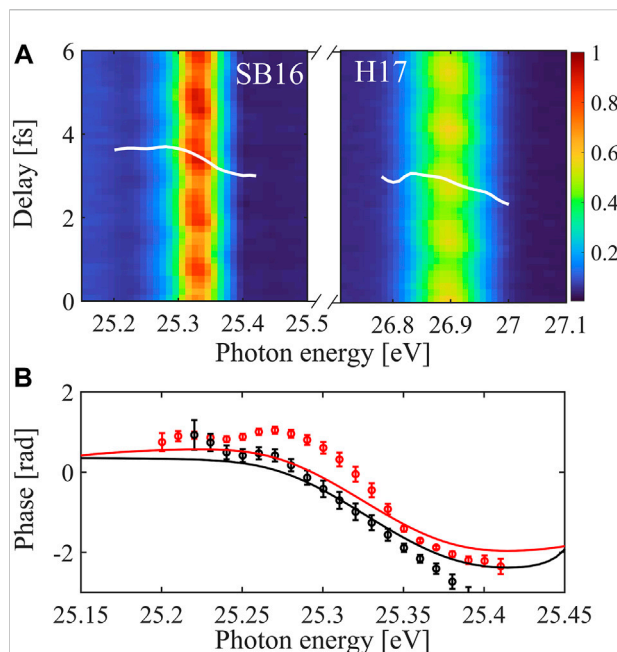 A
6
4
2
0
Delay [fs]
SB16
H17
1
0.8
0.6
0.4
0.2
25.2 25.3 25.4 25.5 26.8 26.9 27 27.1
Photon energy [eV]
B
2
0
-2
Phase [rad]
25.15 25.2 25.25 25.3 25.35 25.4 25.45
Photon energy [eV]